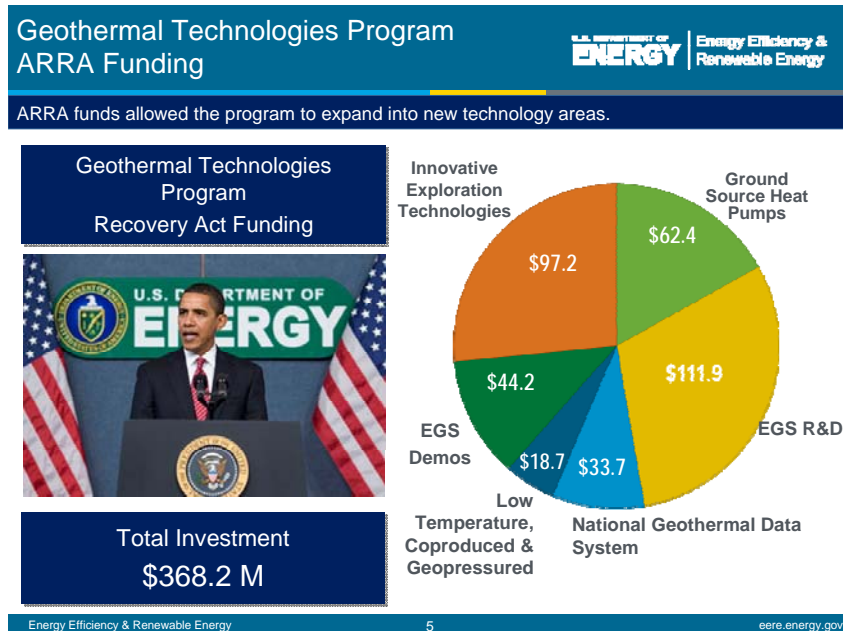 Geothermal Technologies Program
ARRA Funding
U.S. DEPARTMENT OF
ENERGY
Energy Efficiency &
Renewable Energy
ARRA funds allowed the program to expand into new technology areas.
Geothermal Technologies
Program
Recovery Act Funding
U.S. D RTMENT OF
ENERGY
Total Investment
$368.2 M
Innovative
Exploration
Technologies
$97.2
Ground
Source Heat
Pumps
$62.4
$111.9
EGS R&D
$44.2
EGS
Demos
$18.7
$33.7
Low
Temperature,
Coproduced &
Geopressured
National Geothermal Data
System
Energy Efficiency & Renewable Energy
5
eere.energy.gov